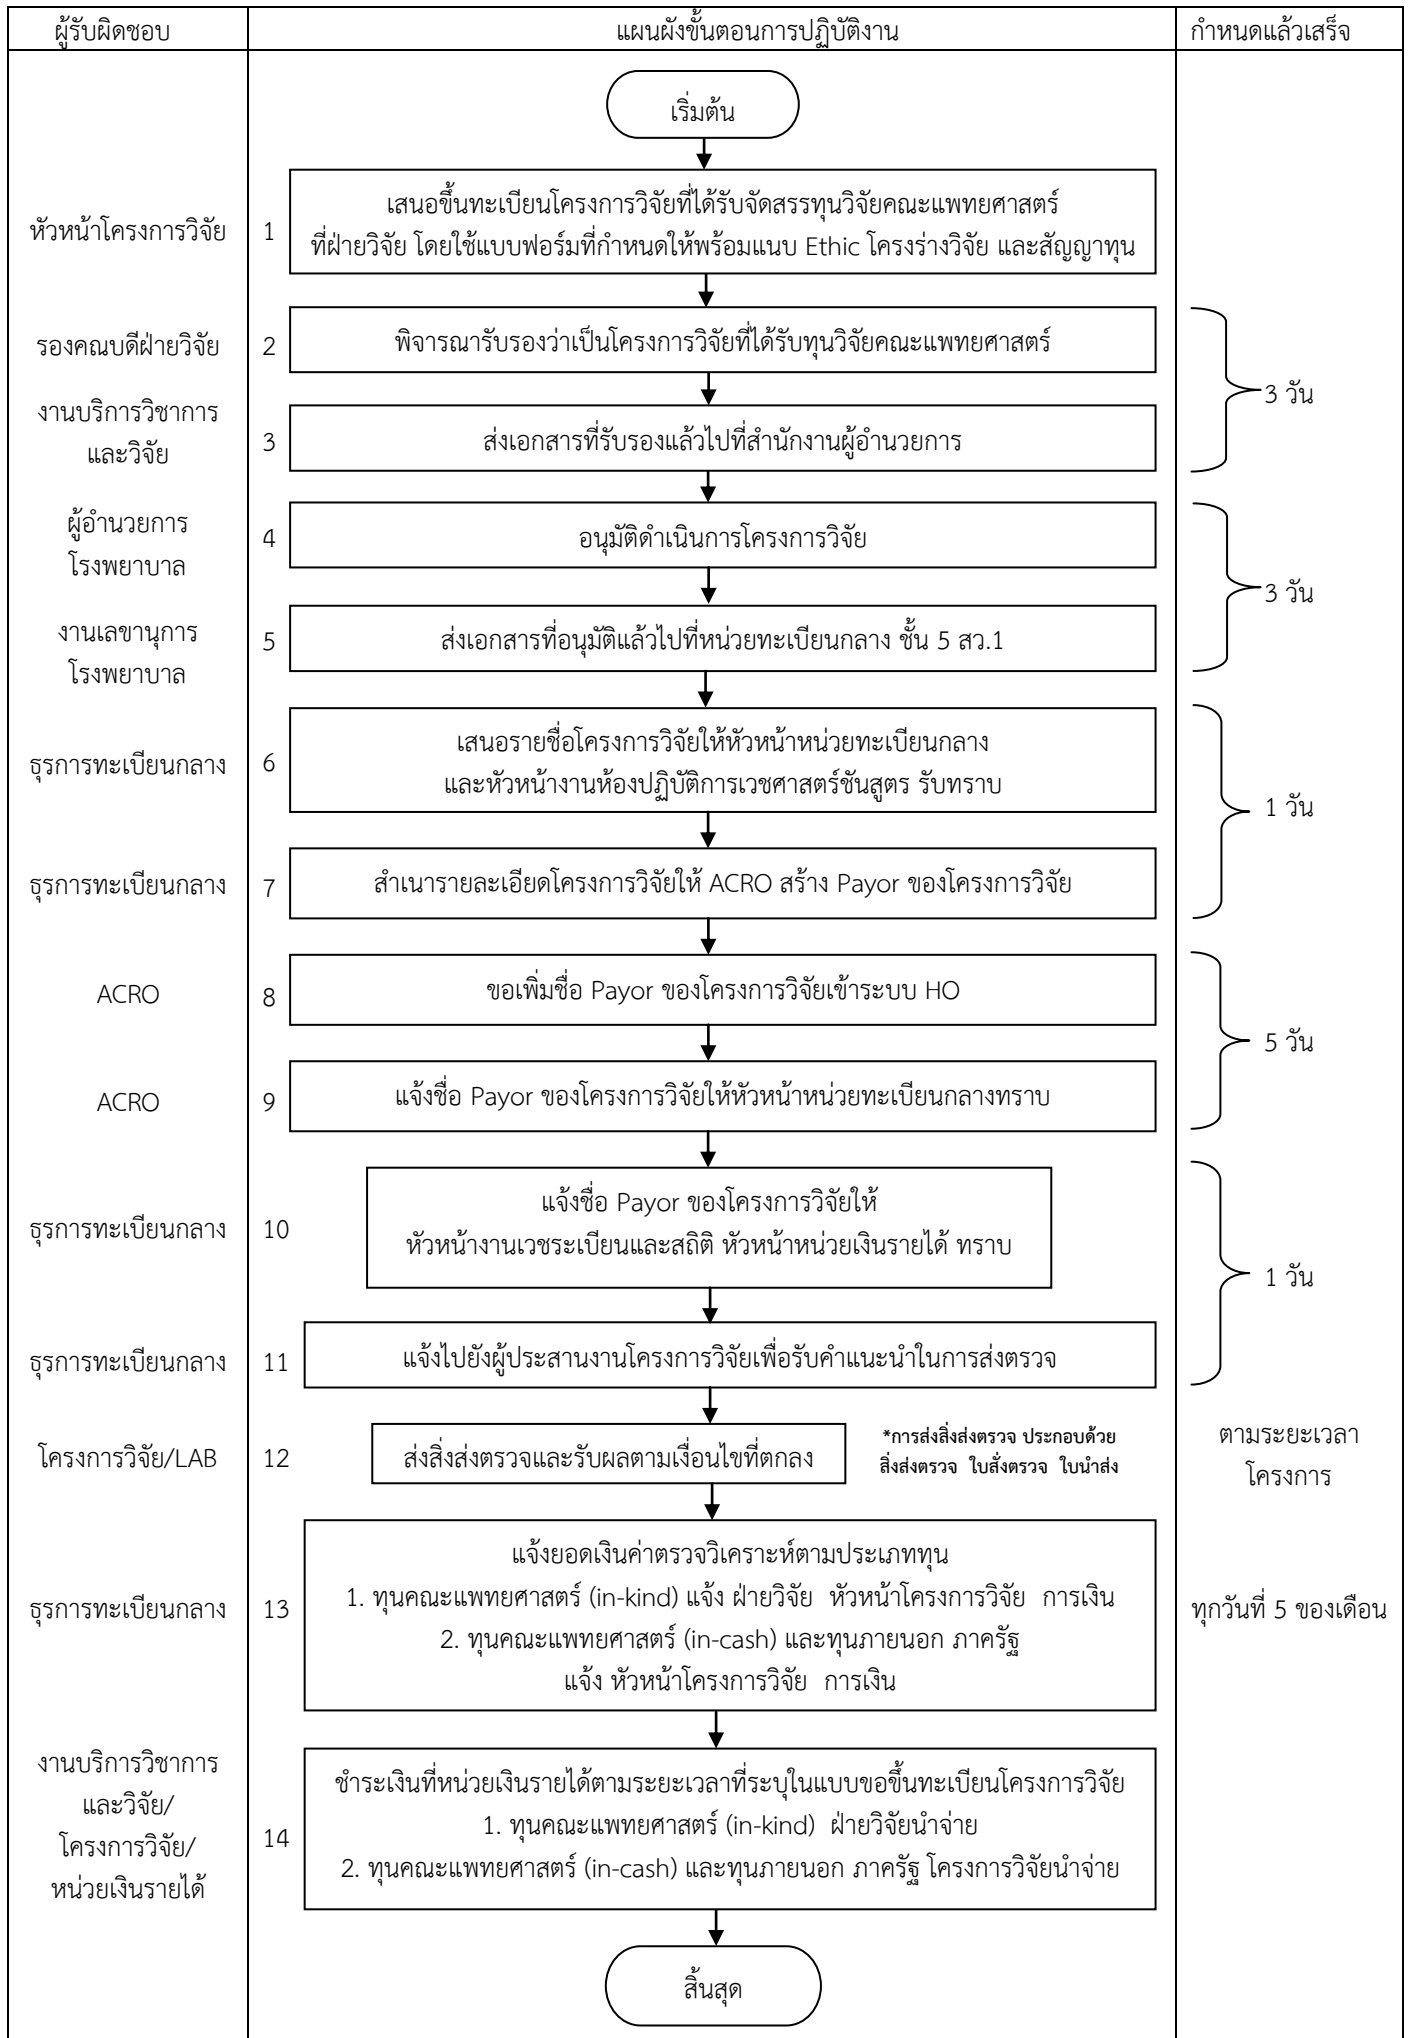 ผู้รับผิดชอบ
แผนผังขั้นตอนการปฏิบัติงาน
กำหนดแล้วเสร็จ
เริ่มต้น
หัวหน้าโครงการวิจัย
1
เสนอขึ้นทะเบียนโครงการวิจัยที่ได้รับจัดสรรทุนวิจัยคณะแพทยศาสตร์
ที่ฝ่ายวิจัย โดยใช้แบบฟอร์มที่กำหนดให้พร้อมแนบ Ethic โครงร่างวิจัย และสัญญาทุน
รองคณบดีฝ่ายวิจัย
2
พิจารณารับรองว่าเป็นโครงการวิจัยที่ได้รับทุนวิจัยคณะแพทยศาสตร์
3 วัน
งานบริการวิชาการ
และวิจัย
3
ส่งเอกสารที่รับรองแล้วไปที่สำนักงานผู้อำนวยการ
ผู้อำนวยการ
โรงพยาบาล
4
อนุมัติดำเนินการโครงการวิจัย
3 วัน
งานเลขานุการ
โรงพยาบาล
5
ส่งเอกสารที่อนุมัติแล้วไปที่หน่วยทะเบียนกลาง ชั้น 5 สว.1
ธุรการทะเบียนกลาง
6
เสนอรายชื่อโครงการวิจัยให้หัวหน้าหน่วยทะเบียนกลาง
และหัวหน้างานห้องปฏิบัติการเวชศาสตร์ชันสูตร รับทราบ
1 วัน
ธุรการทะเบียนกลาง
7
สำเนารายละเอียดโครงการวิจัยให้ ACRO สร้าง Payor ของโครงการวิจัย
ACRO
8
ขอเพิ่มชื่อ Payor ของโครงการวิจัยเข้าระบบ HO
5 วัน
ACRO
9
แจ้งชื่อ Payor ของโครงการวิจัยให้หัวหน้าหน่วยทะเบียนกลางทราบ
ธุรการทะเบียนกลาง
10
แจ้งชื่อ Payor ของโครงการวิจัยให้
หัวหน้างานเวชระเบียนและสถิติ หัวหน้าหน่วยเงินรายได้ ทราบ
1 วัน
ธุรการทะเบียนกลาง
11
แจ้งไปยังผู้ประสานงานโครงการวิจัยเพื่อรับคำแนะนำในการส่งตรวจ
โครงการวิจัย/LAB
12
ส่งสิ่งส่งตรวจและรับผลตามเงื่อนไขที่ตกลง
*การส่งสิ่งส่งตรวจ ประกอบด้วย
สิ่งส่งตรวจ ใบสั่งตรวจ ใบนำส่ง
ตามระยะเวลา
โครงการ
ธุรการทะเบียนกลาง
13
แจ้งยอดเงินค่าตรวจวิเคราะห์ตามประเภททุน
1. ทุนคณะแพทยศาสตร์ (in-kind) แจ้ง ฝ่ายวิจัย หัวหน้าโครงการวิจัย การเงิน
2. ทุนคณะแพทยศาสตร์ (in-cash) และทุนภายนอก ภาครัฐ
แจ้ง หัวหน้าโครงการวิจัย การเงิน
ทุกวันที่ 5 ของเดือน
งานบริการวิชาการ
และวิจัย/
โครงการวิจัย/
หน่วยเงินรายได้
14
ชำระเงินที่หน่วยเงินรายได้ตามระยะเวลาที่ระบุในแบบขอขึ้นทะเบียนโครงการวิจัย
1. ทุนคณะแพทยศาสตร์ (in-kind) ฝ่ายวิจัยนำจ่าย
2. ทุนคณะแพทยศาสตร์ (in-cash) และทุนภายนอก ภาครัฐ โครงการวิจัยนำจ่าย
สิ้นสุด